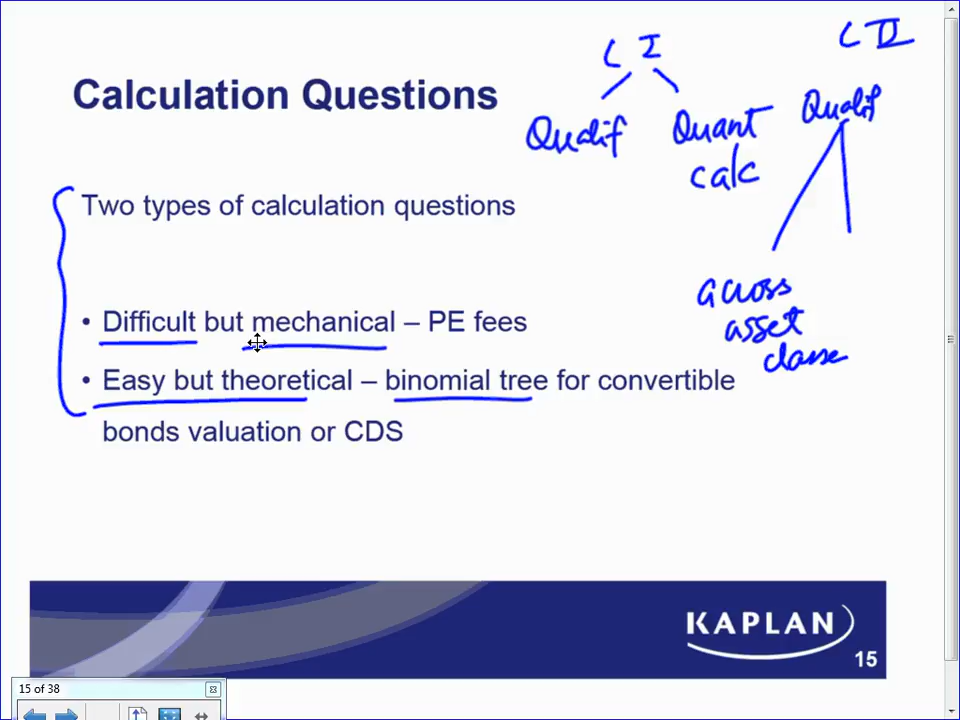 C I
C II
Calculation Questions
Qualif
Quant
calc
Qualif
Two types of calculation questions
across
asset
classe
• Difficult but mechanical – PE fees
• Easy but theoretical – binomial tree for convertible
bonds valuation or CDS
KAPLAN
15
15 of 38